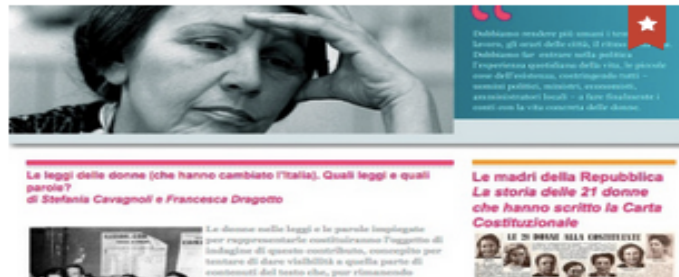 “
Dobbiamo rendere più umani i
lavoro, gli orari delle città, il ritmo
Dobbiamo far entrare nella politica
l'esperienza quotidiana della vita, le piccole
cose dell'esistenza, costringendo tutti –
uomini politici, ministri, economisti,
amministratori locali – a fare finalmente i
conti con la vita concreta delle donne.
Le leggi delle donne (che hanno cambiato l'Italia). Quali leggi e quali
parole?
di Stefania Cavagnoli e Francesca Dragotto
Le donne nelle leggi e le parole impiegate
per rappresentarle costituiranno l'oggetto di
indagine di questo contributo, concepito per
tentare di dare visibilità a quella parte di
contenuti del testo che, pur rimanendo
Le madri della Repubblica
La storia delle 21 donne
che hanno scritto la Carta
Costituzionale
LE 21 DONNE ALLA COSTITUENTE